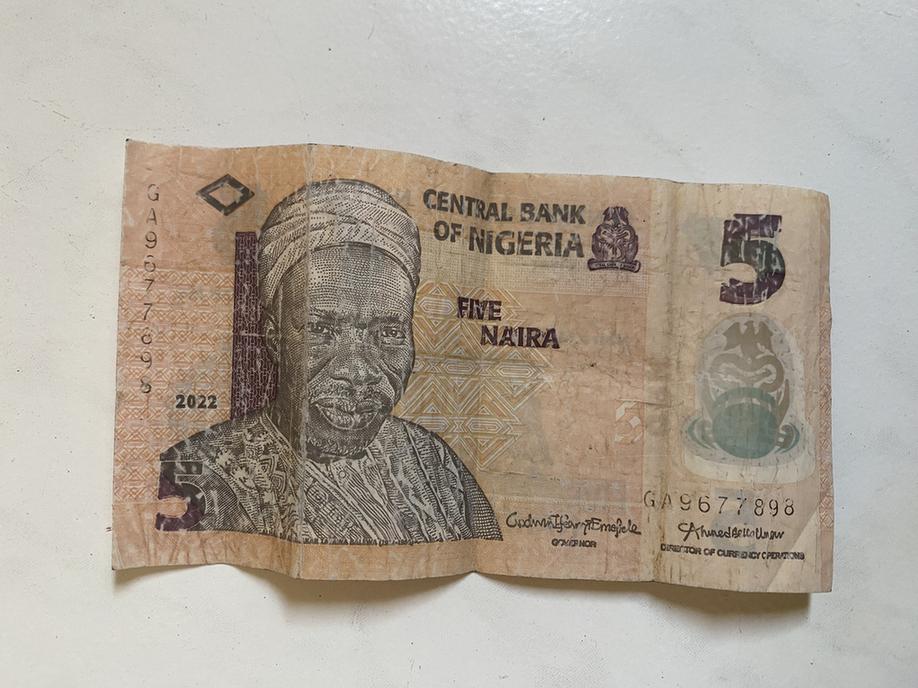 GA9677898
CENTRAL BANK
OF NIGERIA
5
FIVE
NAIRA
2022
5
GA9677898
GOVERNOR
DIRECTOR OF CURRENCY OPERATIONS